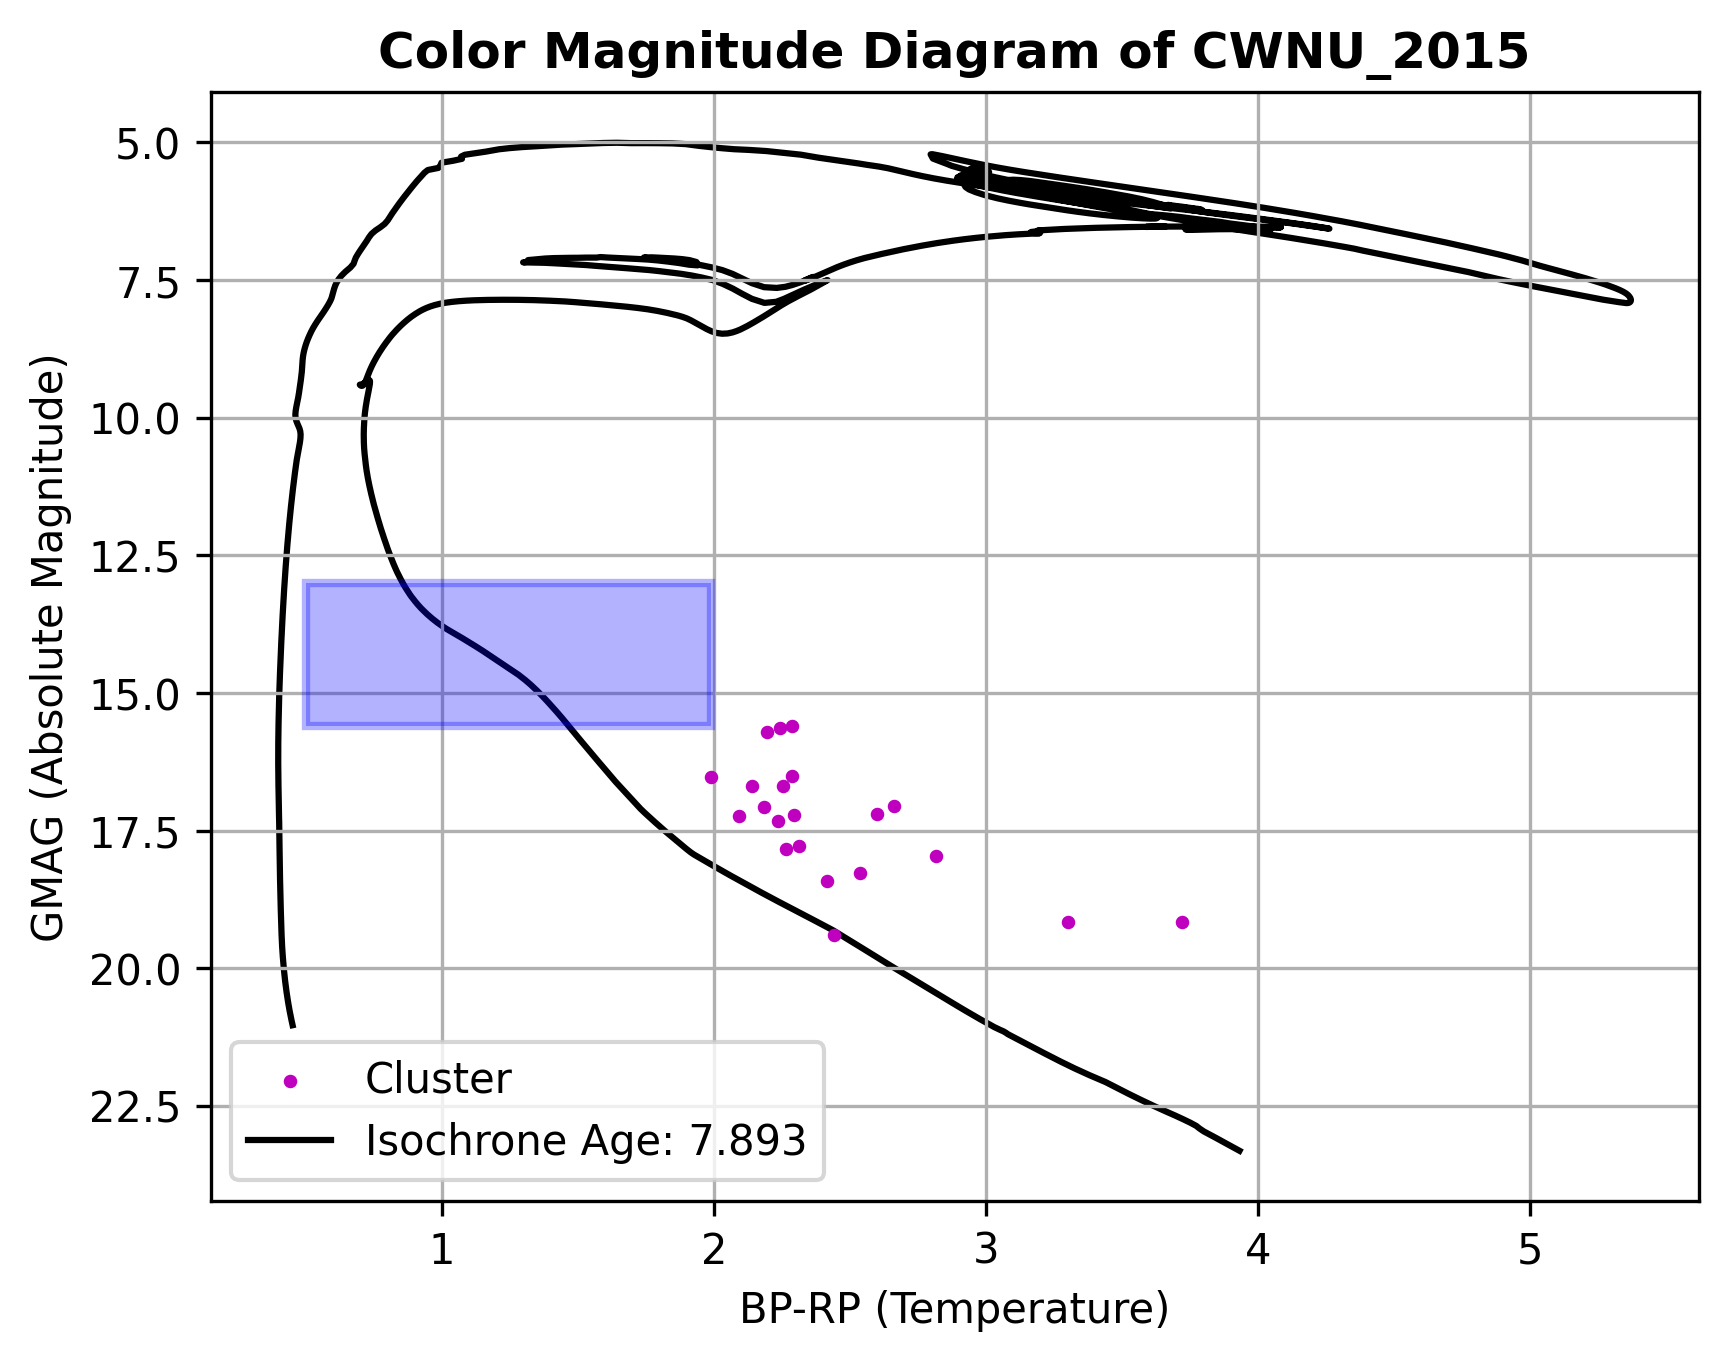 Color Magnitude Diagram of CWNU_2015
GMAG (Absolute Magnitude)
5.0
7.5
10.0
12.5
15.0
17.5
20.0
22.5
Cluster
Isochrone Age: 7.893
1 2 3 4 5
BP-RP (Temperature)